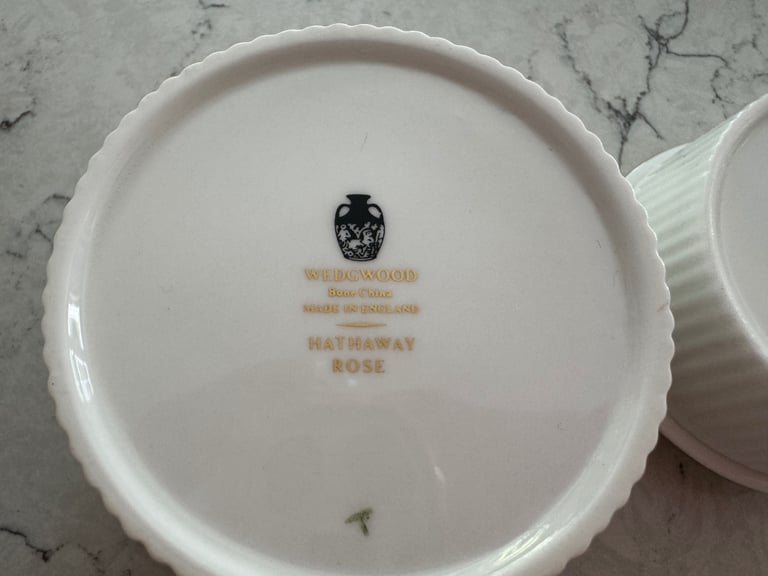 WEDGWOOD
Bone China
MADE IN ENGLAND
HATHAWAY
ROSE